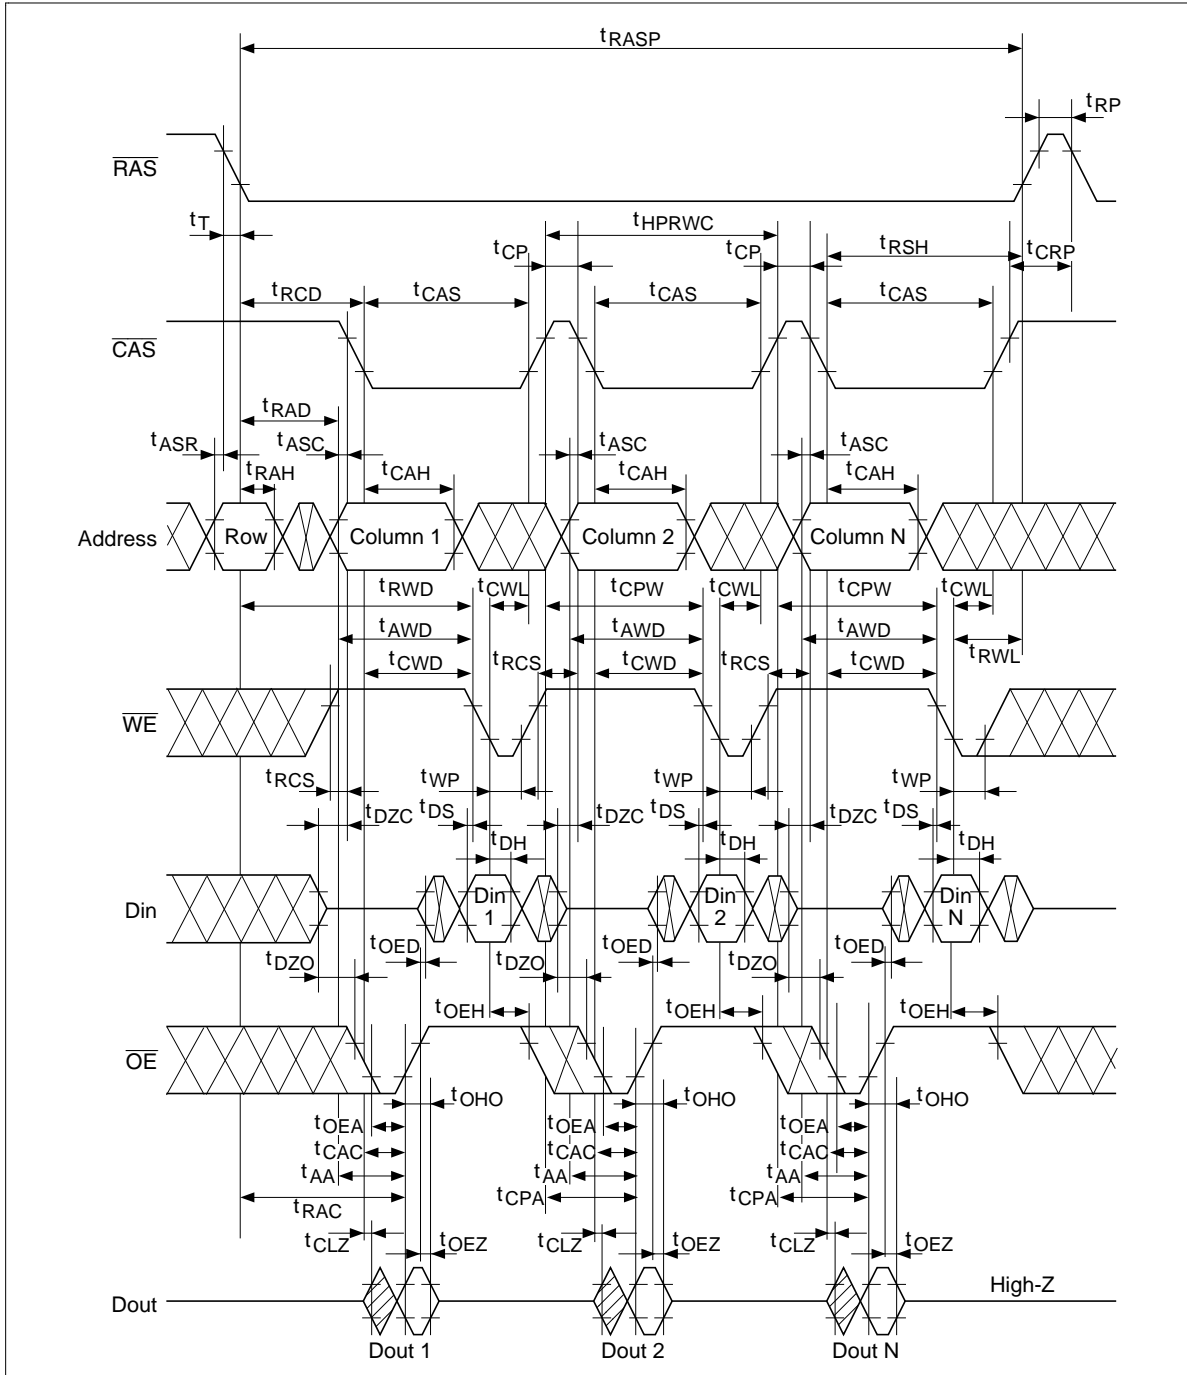 tRASP
tRP
RAS
tT
tHPRWC
tCP
tCP
tRSH
tCRP
tRCD
tCAS
tCAS
tCAS
CAS
tRAD
tASR
tASC
tASC
tASC
tRAH
tCAH
tCAH
tCAH
Address
Row
Column 1
Column 2
Column N
tRWD
tCWL
tCPW
tCWL
tCPW
tCWL
tAWD
tAWD
tAWD
tCWD
tRCS
tCWD
tRCS
tCWD
tRWL
WE
tRCS
tWP
tWP
tWP
tDZC
tDS
tDZC
tDS
tDZC
tDS
tDH
tDH
tDH
Din
Din 1
Din 2
Din N
tOED
tOED
tOED
tDZO
tDZO
tDZO
tOEH
tOEH
tOEH
OE
tOHO
tOHO
tOHO
tOEA
tOEA
tOEA
tCAC
tCAC
tCAC
tAA
tAA
tAA
tRAC
tCPA
tCPA
tCLZ
tOEZ
tCLZ
tOEZ
tCLZ
tOEZ
High-Z
Dout
Dout 1
Dout 2
Dout N